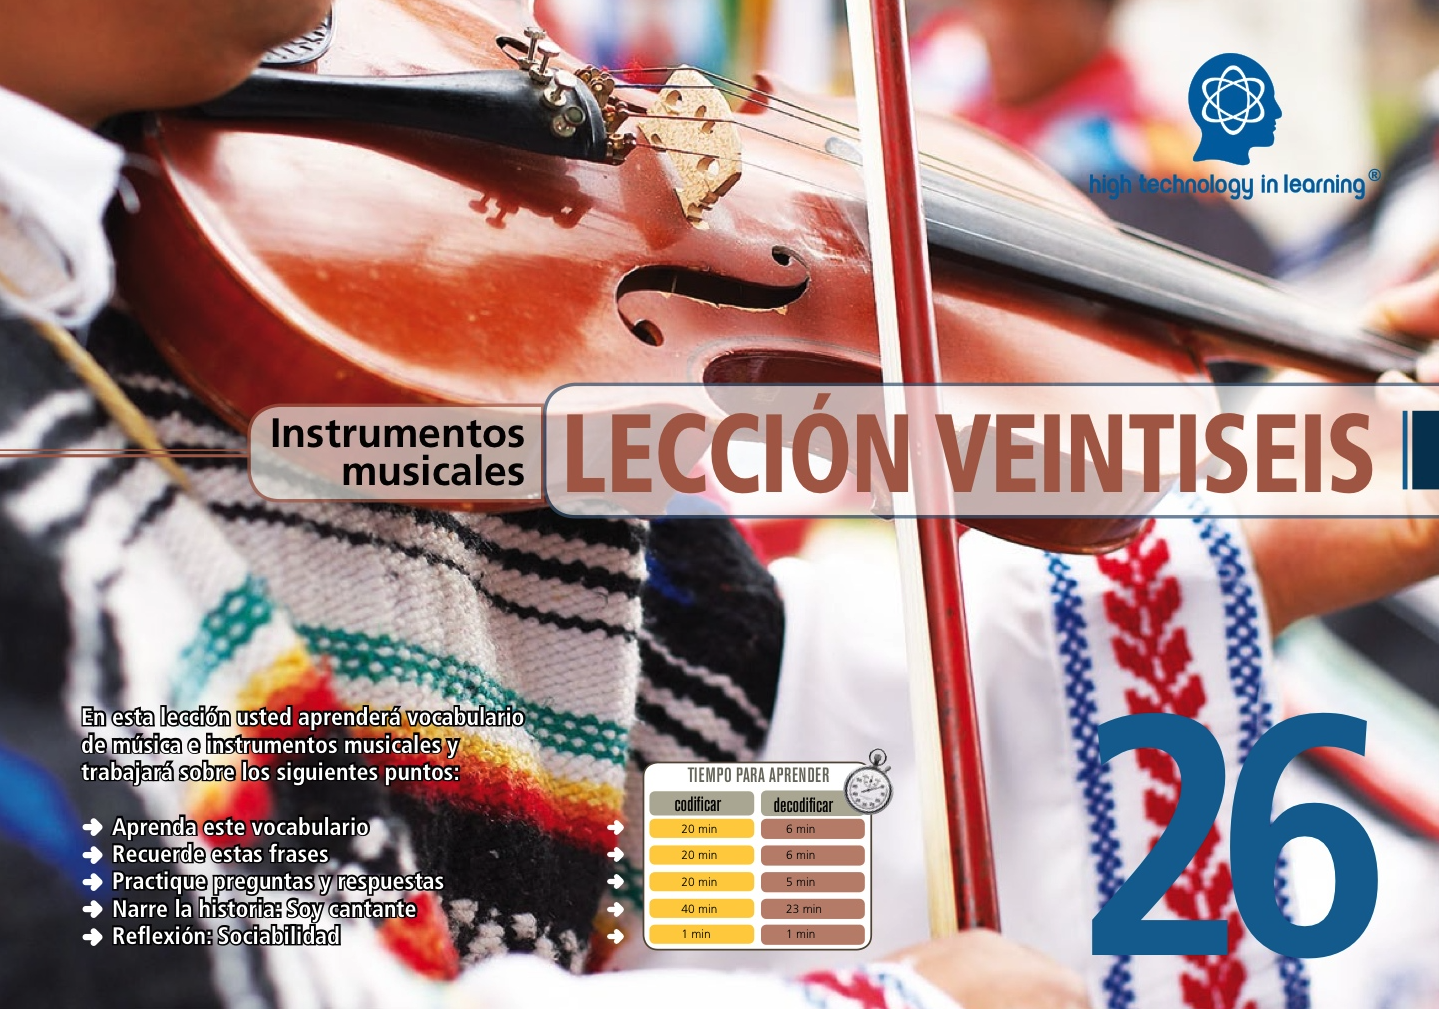 high technology in learning®
Instrumentos
musicales
LECCIÓN VEINTISEIS
En esta lección usted aprenderá vocabulario
de música e instrumentos musicales y
trabajará sobre los siguientes puntos:
Aprenda este vocabulario
Recuerde estas frases
Practique preguntas y respuestas
Narre la historia: Soy cantante
Reflexión: Sociabilidad
TIEMPO PARA APRENDER
codificar decodificar
20 min 6 min
20 min 6 min
20 min 5 min
40 min 23 min
1 min 1 min
26